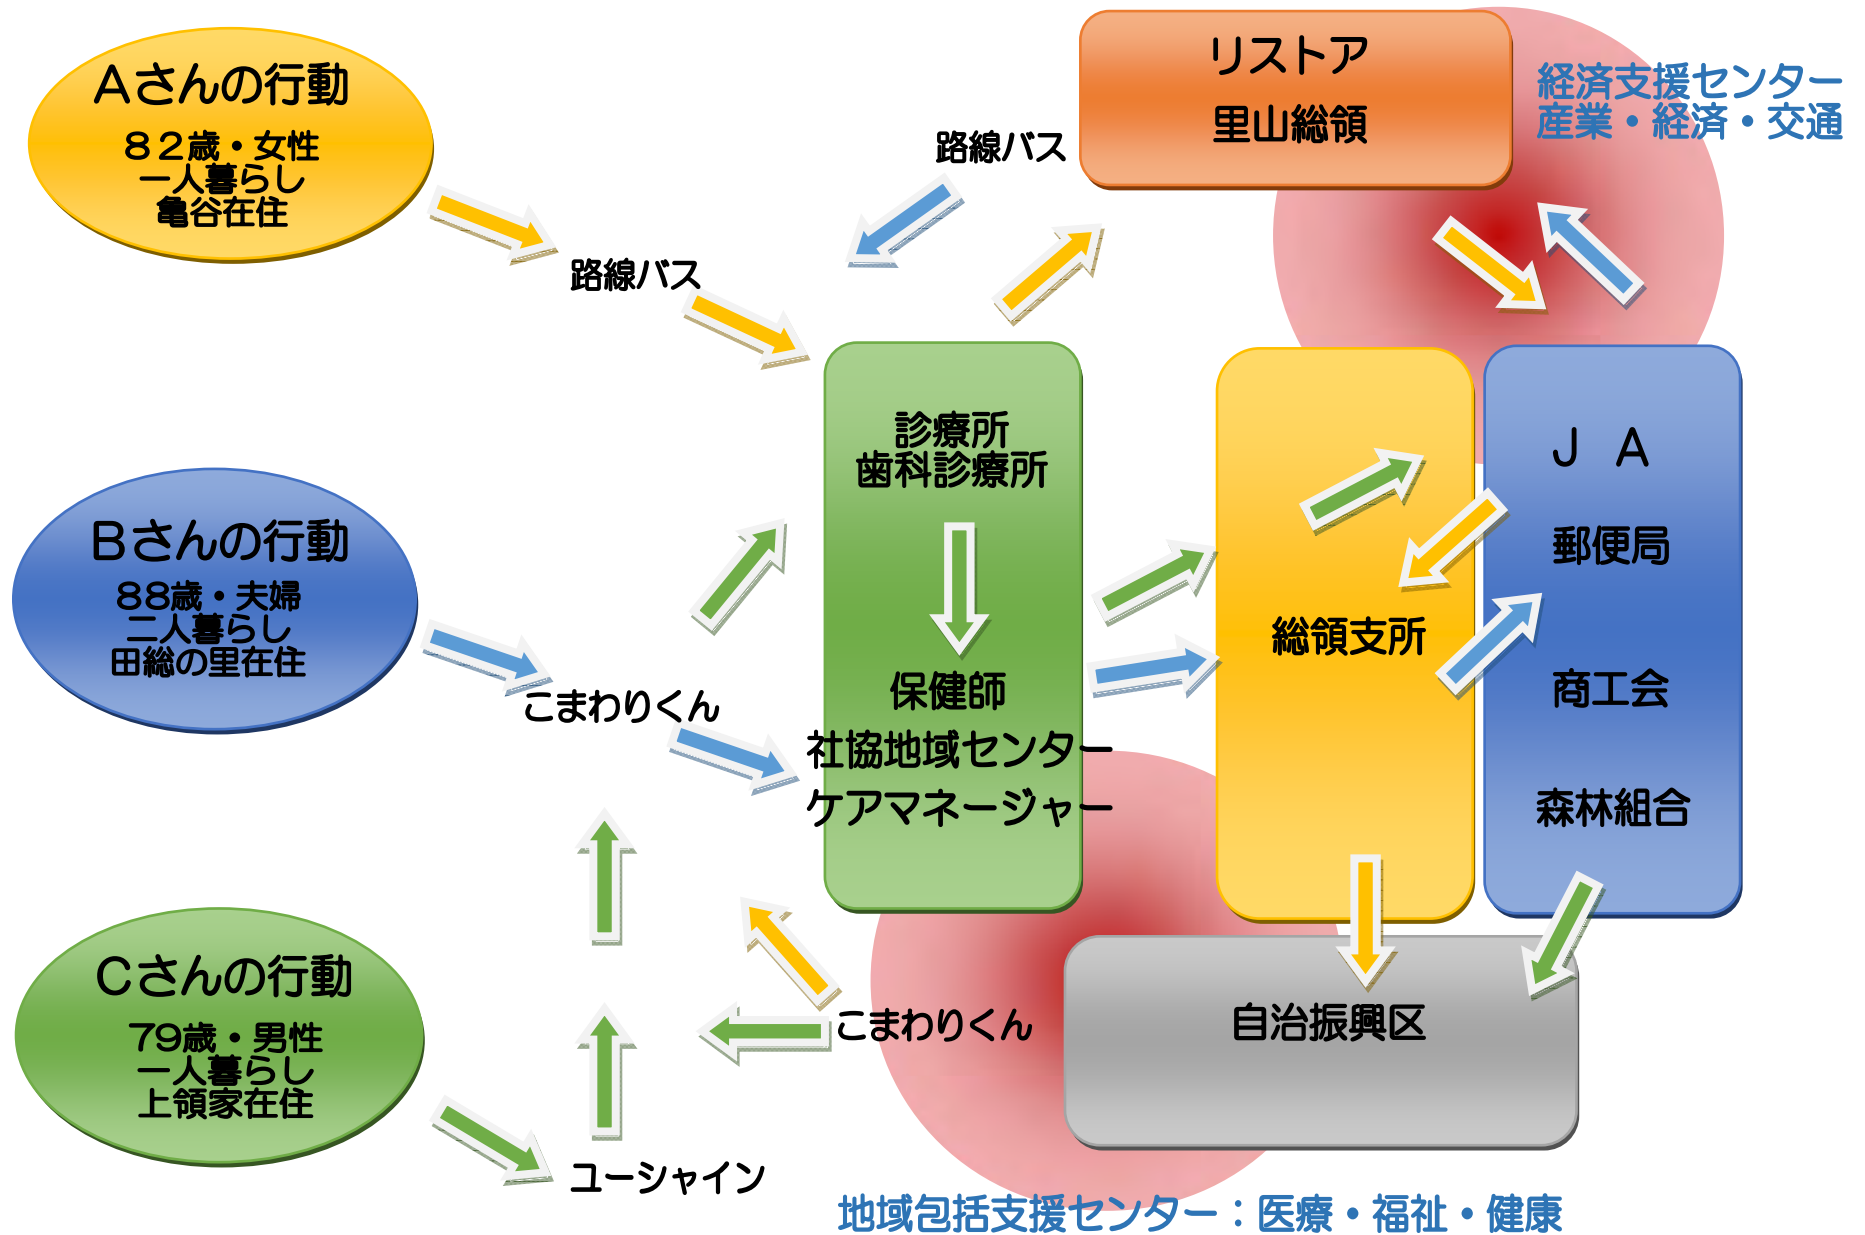 Aさんの行動
８２歳・女性
一人暮らし
亀谷在住
路線バス
路線バス
リストア
里山総領
経済支援センター
産業・経済・交通
Bさんの行動
88歳・夫婦
二人暮らし
田総の里在住
こまわりくん
診療所
歯科診療所
保健師
社協地域センター
ケアマネージャー
総領支所
ＪＡ
郵便局
商工会
森林組合
Cさんの行動
79歳・男性
一人暮らし
上領家在住
ユーシャイン
こまわりくん
自治振興区
地域包括支援センター：医療・福祉・健康